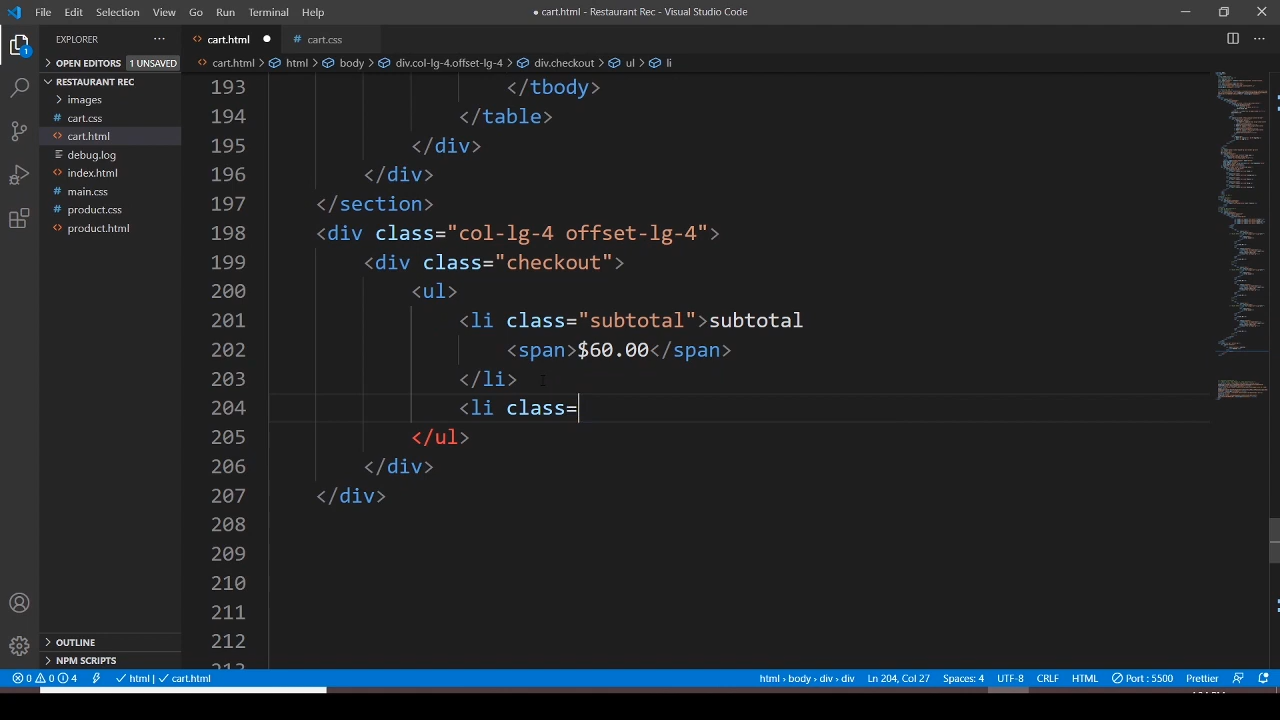 File Edit Selection View Go Run Terminal Help
● cart.html - Restaurant Rec - Visual Studio Code
EXPLORER
OPEN EDITORS 1 UNSAVED
RESTAURANT REC
images
cart.css
cart.html
debug.log
index.html
main.css
product.css
product.html
OUTLINE
NPM SCRIPTS
cart.html
cart.css
cart.html > html > body > div.col-lg-4.offset-lg-4 > div.checkout > ul > li
193 </tbody>
194 </table>
195 </div>
196 </div>
197 </section>
198 <div class="col-lg-4 offset-lg-4">
199 <div class="checkout">
200 <ul>
201 <li class="subtotal">subtotal
202 <span>$60.00</span>
203 </li>
204 <li class=
205 </ul>
206 </div>
207 </div>
208
209
210
211
212
1
0 0 4 html | cart.html
html › body › div › div Ln 204, Col 27 Spaces: 4 UTF-8 CRLF HTML Port : 5500 Prettier